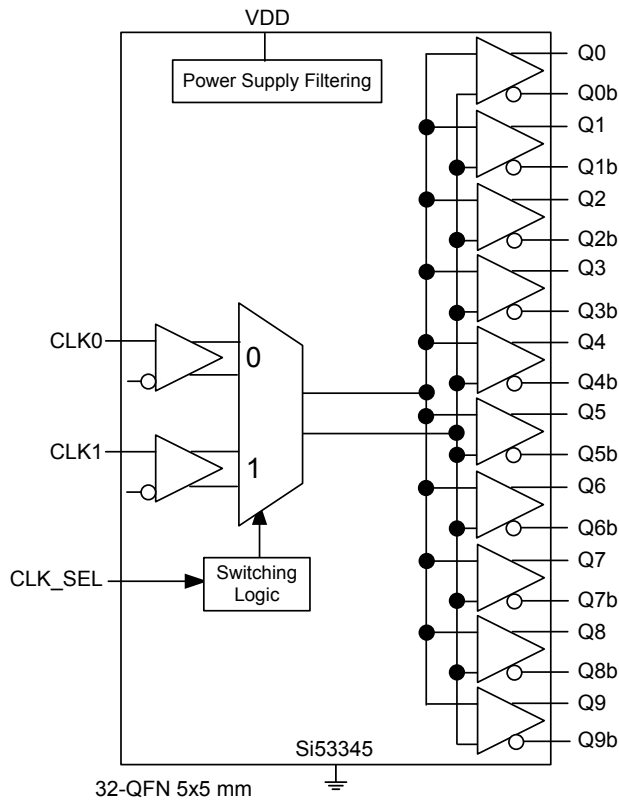 VDD
Power Supply Filtering
Q0
Q0b
Q1
Q1b
Q2
Q2b
Q3
Q3b
CLK0
0
Q4
Q4b
Q5
CLK1
1
Q5b
Q6
Q6b
CLK_SEL
Switching
Logic
Q7
Q7b
Q8
Q8b
Q9
Q9b
Si53345
32-QFN 5x5 mm